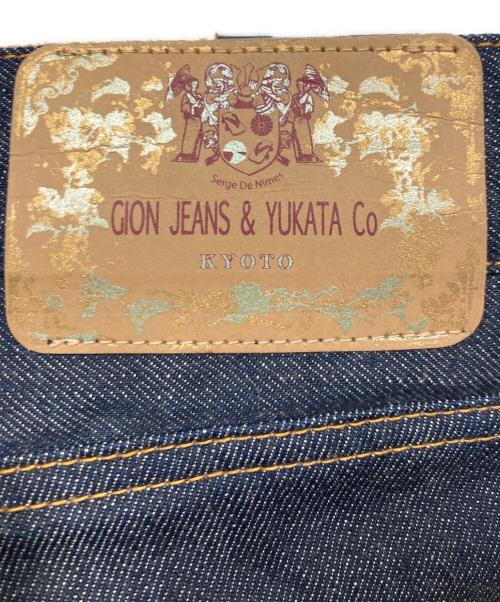 Serge De Nimes
GION JEANS & YUKATA Co
KYOTO